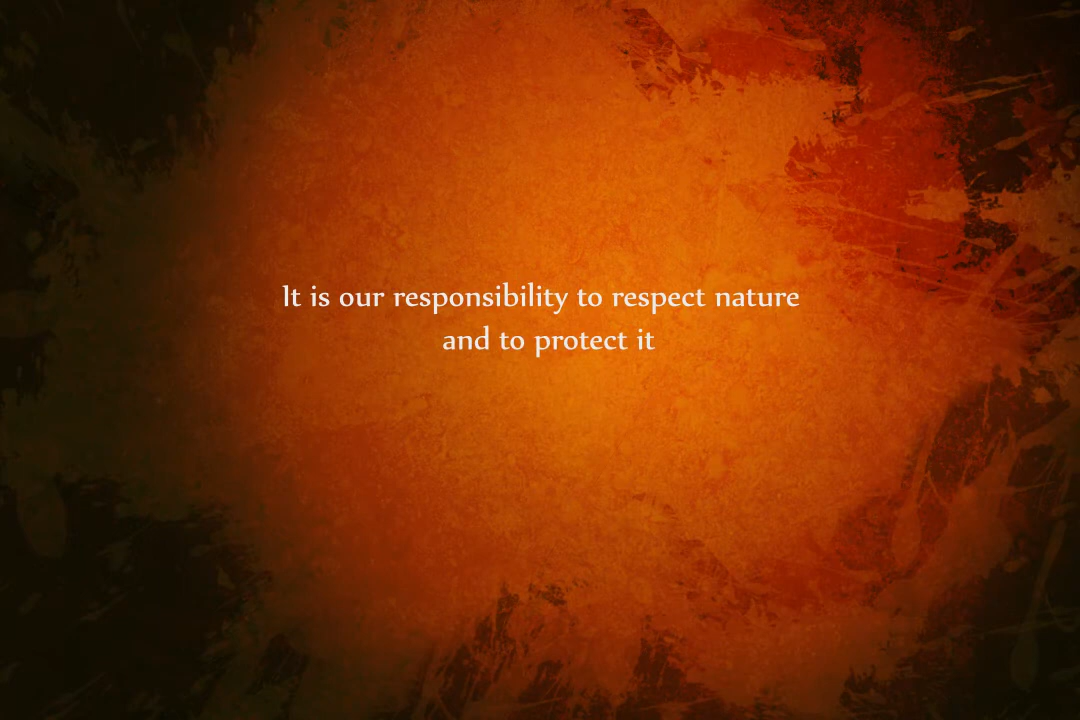 It is our responsibility to respect nature
and to protect it